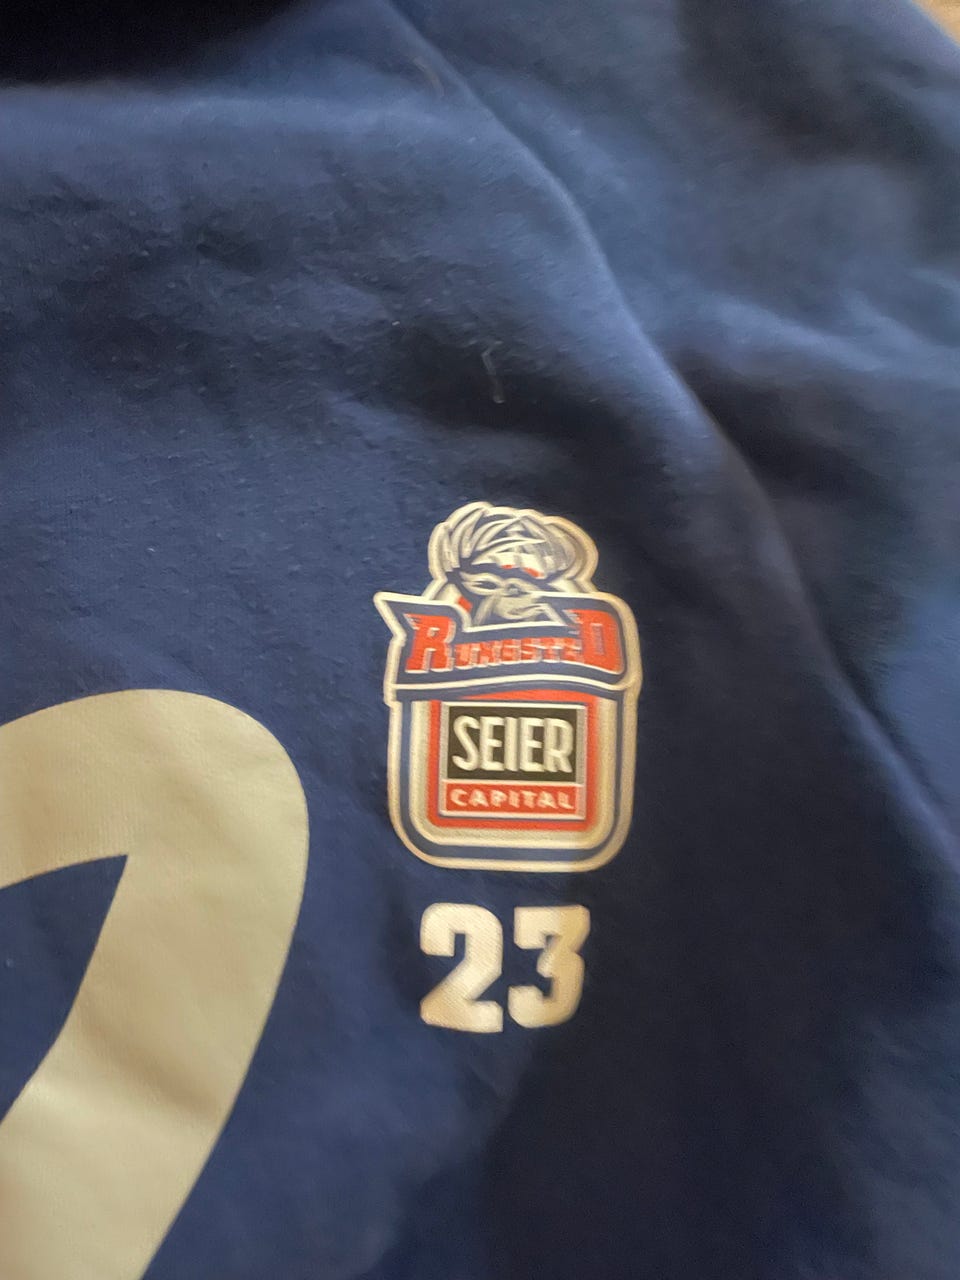 RUNGSTED
SEIER
CAPITAL
23